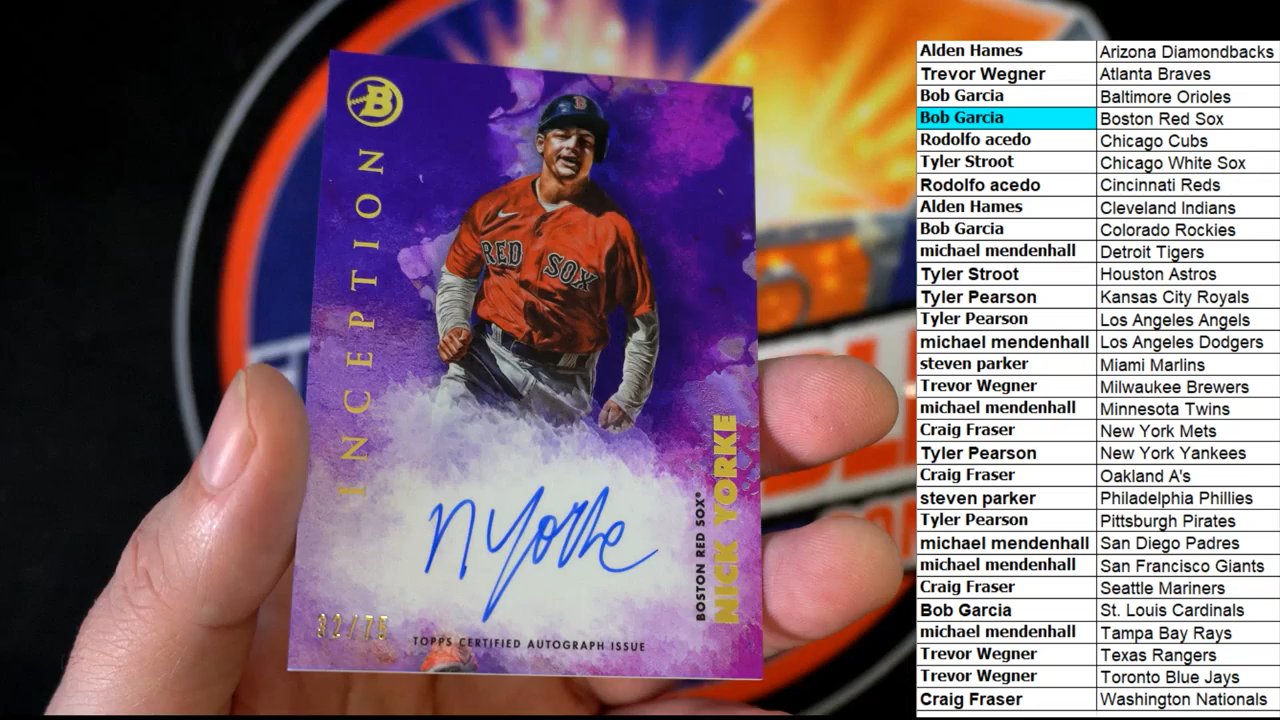 B
INCEPTION
B
RED SOX
NYorke
BOSTON RED SOX®
NICK YORKE
/75
TOPPS CERTIFIED AUTOGRAPH ISSUE
Alden Hames Arizona Diamondbacks
Trevor Wegner Atlanta Braves
Bob Garcia Baltimore Orioles
Bob Garcia Boston Red Sox
Rodolfo acedo Chicago Cubs
Tyler Stroot Chicago White Sox
Rodolfo acedo Cincinnati Reds
Alden Hames Cleveland Indians
Bob Garcia Colorado Rockies
michael mendenhall Detroit Tigers
Tyler Stroot Houston Astros
Tyler Pearson Kansas City Royals
Tyler Pearson Los Angeles Angels
michael mendenhall Los Angeles Dodgers
steven parker Miami Marlins
Trevor Wegner Milwaukee Brewers
michael mendenhall Minnesota Twins
Craig Fraser New York Mets
Tyler Pearson New York Yankees
Craig Fraser Oakland A's
steven parker Philadelphia Phillies
Tyler Pearson Pittsburgh Pirates
michael mendenhall San Diego Padres
michael mendenhall San Francisco Giants
Craig Fraser Seattle Mariners
Bob Garcia St. Louis Cardinals
michael mendenhall Tampa Bay Rays
Trevor Wegner Texas Rangers
Trevor Wegner Toronto Blue Jays
Craig Fraser Washington Nationals